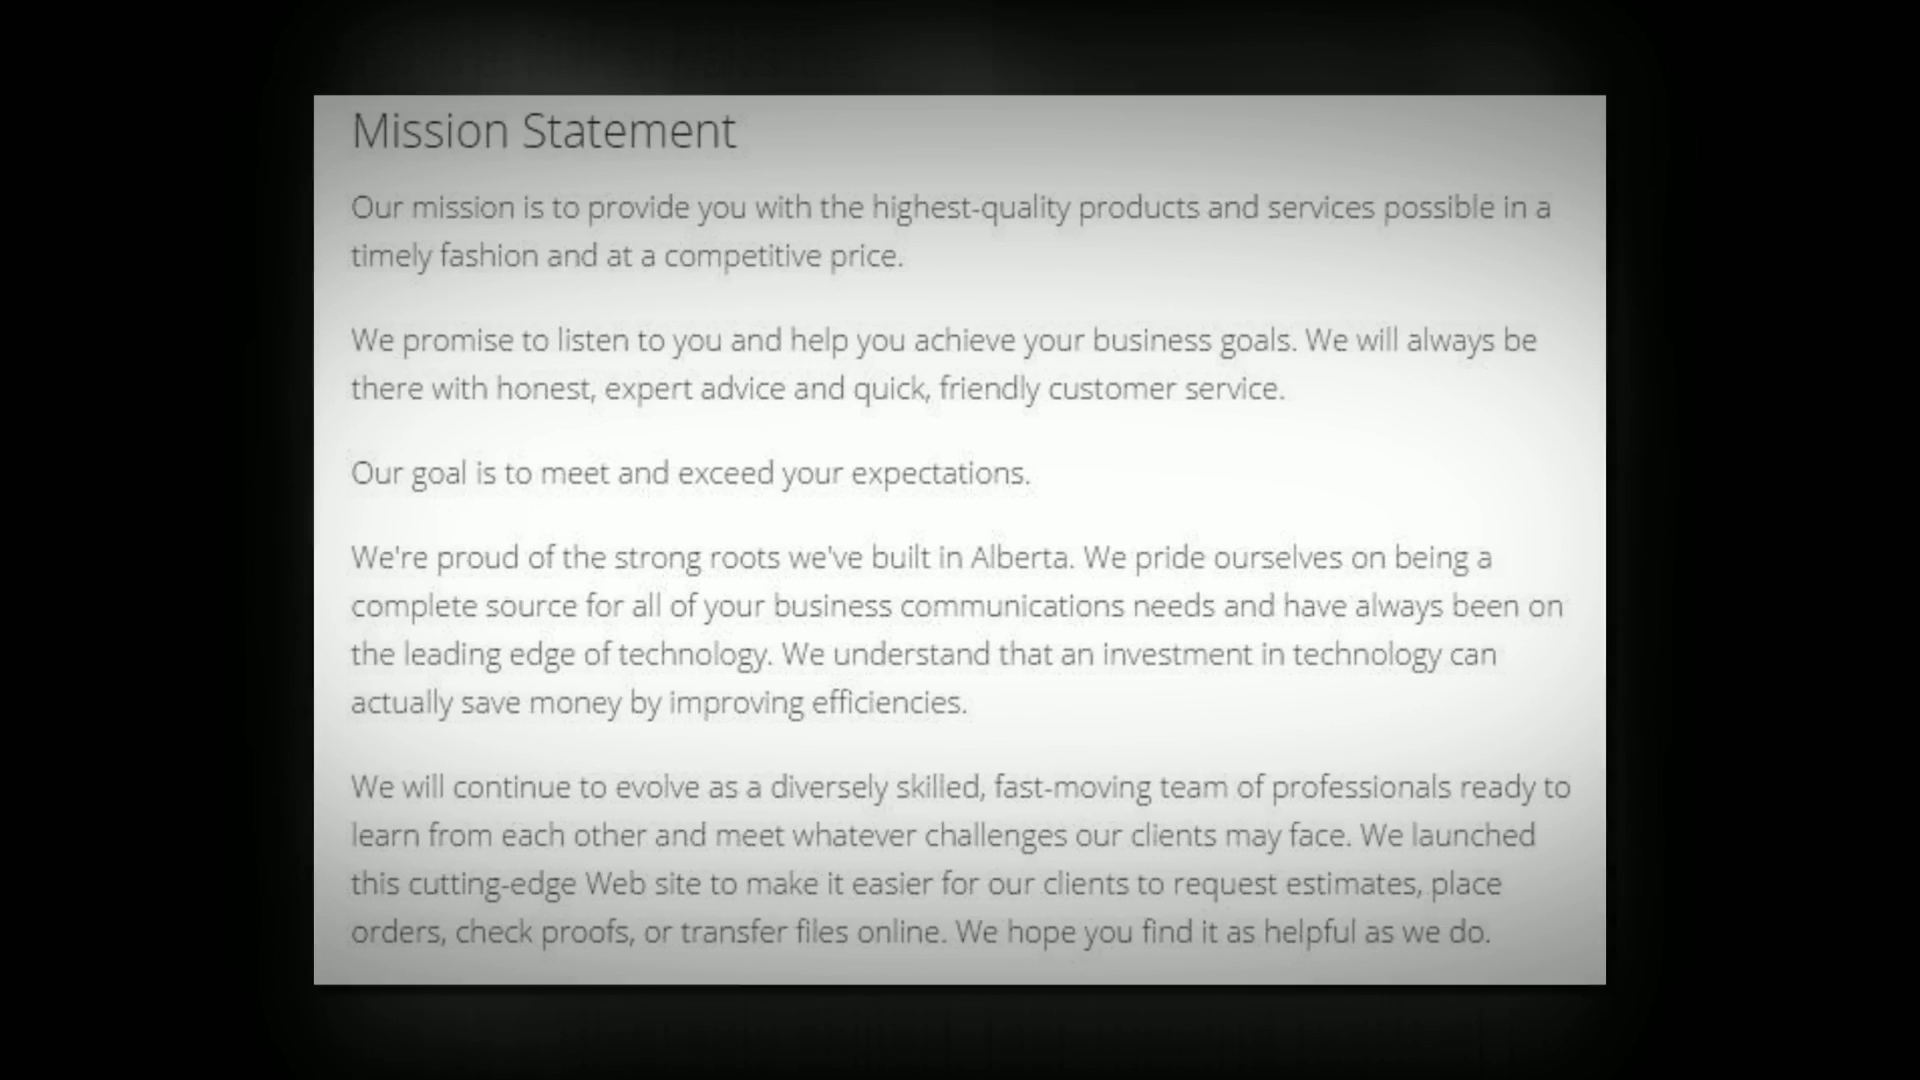 Mission Statement
Our mission is to provide you with the highest-quality products and services possible in a
timely fashion and at a competitive price.
We promise to listen to you and help you achieve your business goals. We will always be
there with honest, expert advice and quick, friendly customer service.
Our goal is to meet and exceed your expectations.
We're proud of the strong roots we've built in Alberta. We pride ourselves on being a
complete source for all of your business communications needs and have always been on
the leading edge of technology. We understand that an investment in technology can
actually save money by improving efficiencies.
We will continue to evolve as a diversely skilled, fast-moving team of professionals ready to
learn from each other and meet whatever challenges our clients may face. We launched
this cutting-edge Web site to make it easier for our clients to request estimates, place
orders, check proofs, or transfer files online. We hope you find it as helpful as we do.